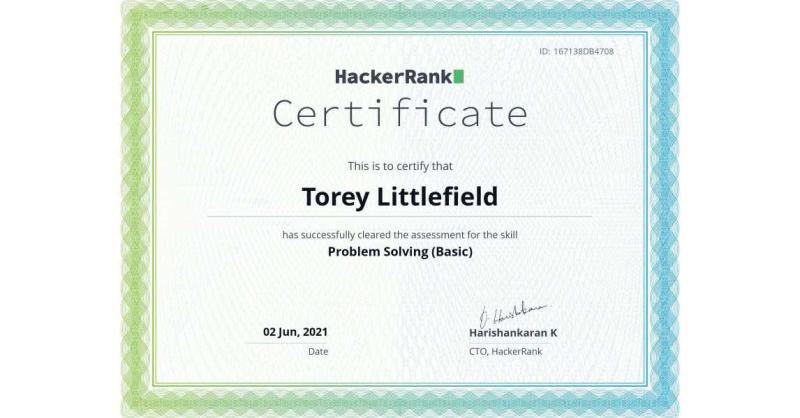 ID: 167138DB4708
HackerRank
Certificate
This is to certify that
Torey Littlefield
has successfully cleared the assessment for the skill
Problem Solving (Basic)
02 Jun, 2021
Date
Harishankaran K
CTO, HackerRank